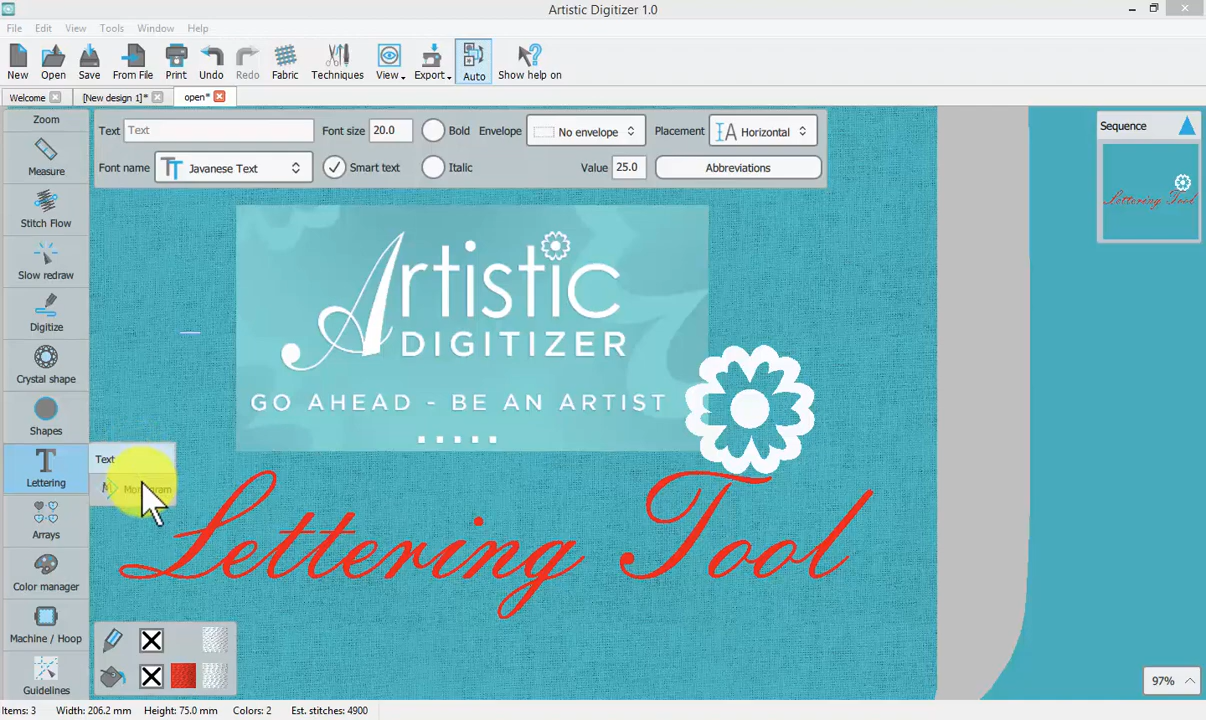 Artistic Digitizer 1.0
File Edit View Tools Window Help
New Open Save From File Print Undo Redo Fabric Techniques View Export Auto Show help on
Welcome [New design 1]* open*
Zoom
Text Text Font size 20.0 Bold Envelope No envelope Placement Horizontal
Font name Javanese Text Smart text Italic Value 25.0 Abbreviations
Sequence
Measure
Stitch Flow
Slow redraw
Digitize
Crystal shape
Shapes
Lettering
Text
Monogram
Arrays
Color manager
Machine / Hoop
Guidelines
Artistic
DIGITIZER
GO AHEAD - BE AN ARTIST
Lettering Tool
Lettering Tool
97%
Items: 3 Width: 206.2 mm Height: 75.0 mm Colors: 2 Est. stitches: 4900